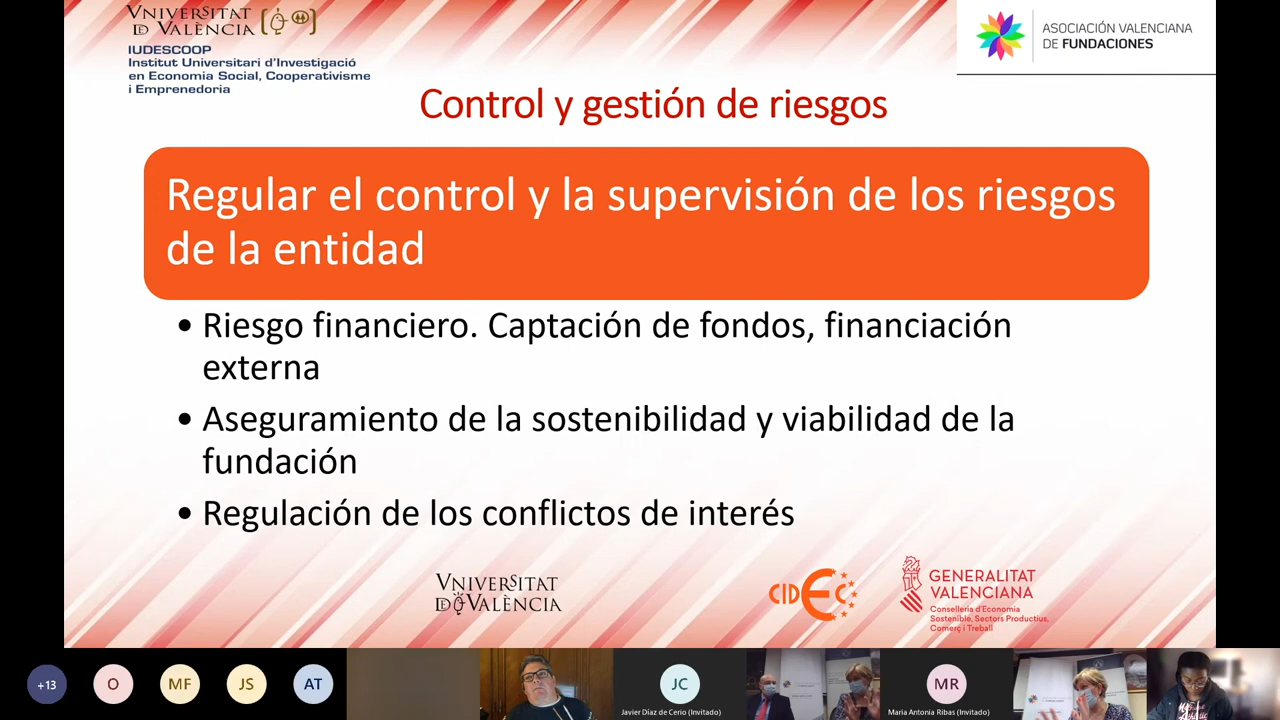 VNIVERSITAT
DE VALÈNCIA
IUDESCOOP
Institut Universitari d'Investigació
en Economia Social, Cooperativisme
i Emprenedoria
ASOCIACIÓN VALENCIANA
DE FUNDACIONES
Control y gestión de riesgos
Regular el control y la supervisión de los riesgos
de la entidad
• Riesgo financiero. Captación de fondos, financiación
externa
• Aseguramiento de la sostenibilidad y viabilidad de la
fundación
• Regulación de los conflictos de interés
VNIVERSITAT
DE VALÈNCIA
CIDEC
GENERALITAT
VALENCIANA
Conselleria d'Economia
Sostenible, Sectors Productius,
Comerç i Treball
+13
O
MF
JS
AT
JC
Javier Díaz de Cerio (Invitado)
MR
Maria Antonia Ribas (Invitado)